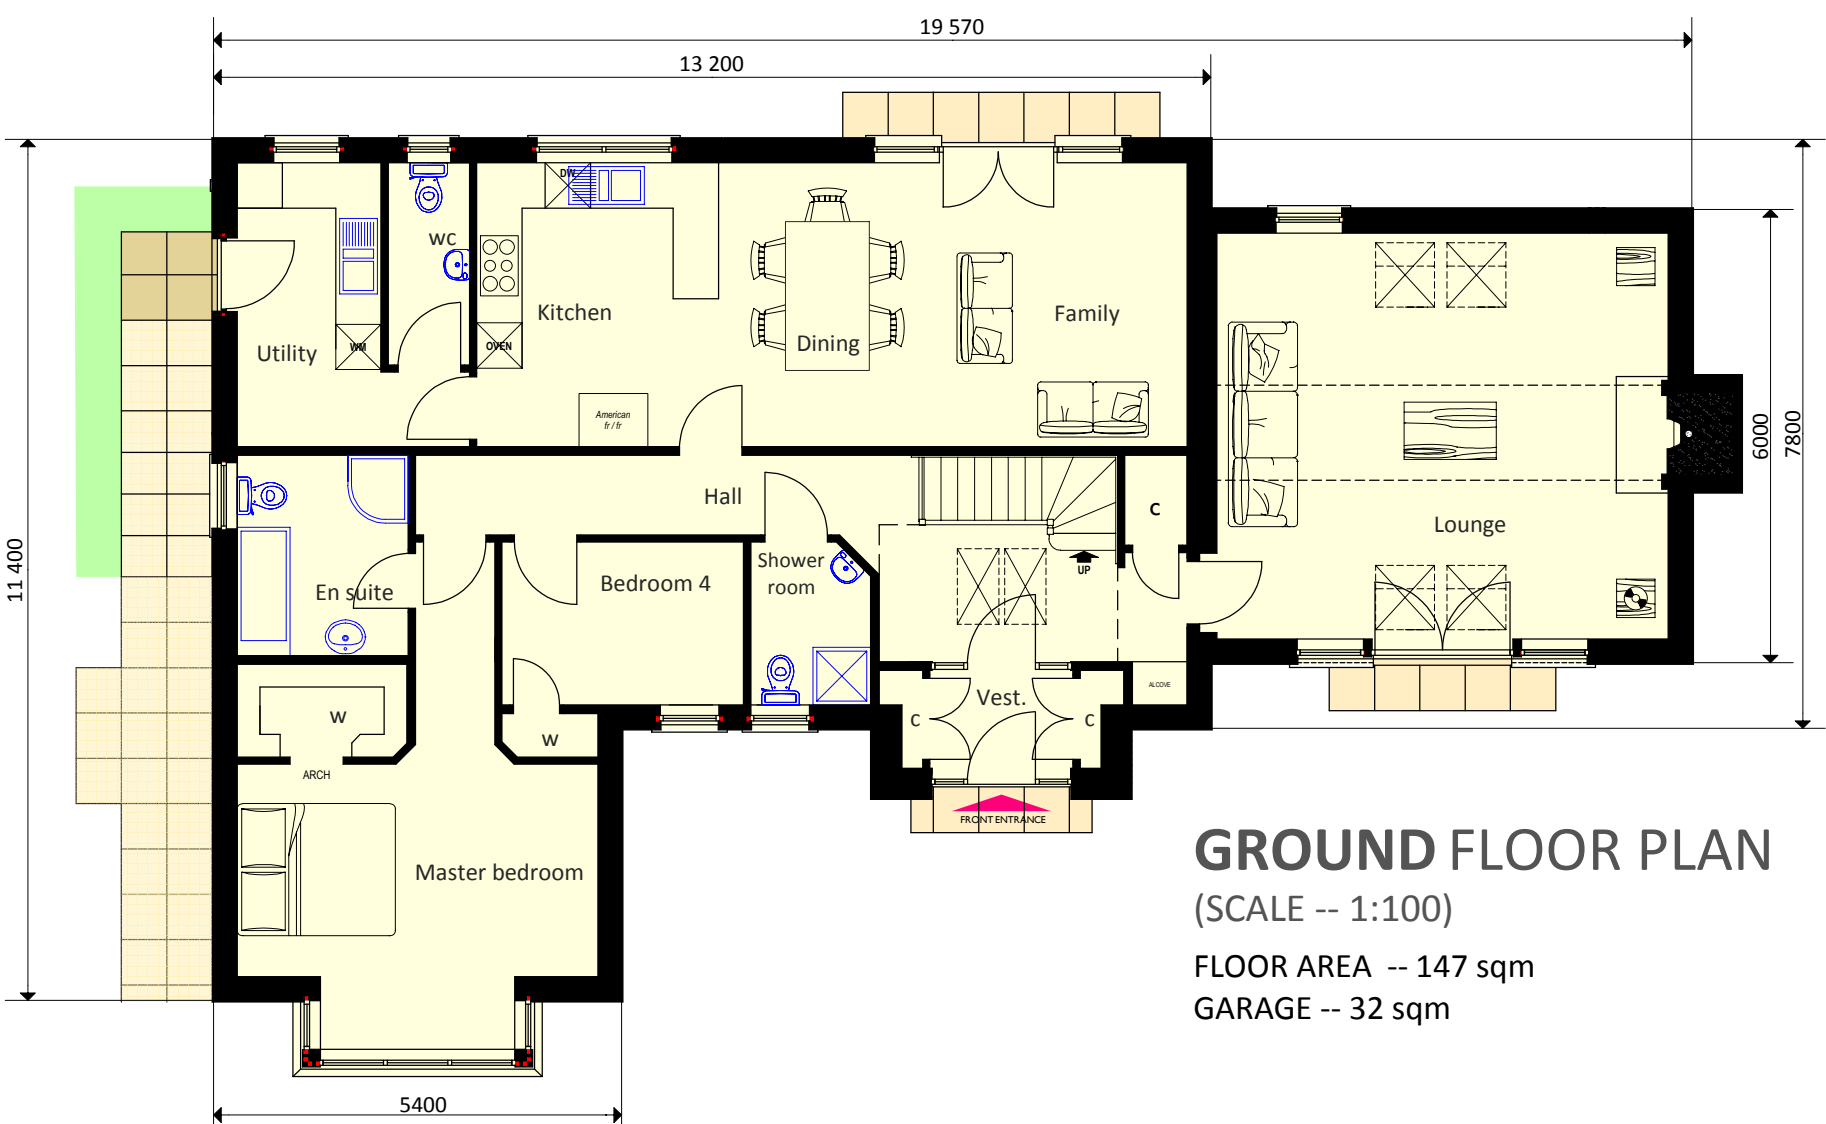 19 570
13 200
DW
wc
Kitchen
Family
Utility
WM
OVEN
Dining
American
fr / fr
6000
7800
Hall
C
Lounge
11 400
Shower
room
UP
En suite
Bedroom 4
ALCOVE
Vest.
W
C
C
W
ARCH
FRONT ENTRANCE
Master bedroom
GROUND FLOOR PLAN
(SCALE -- 1:100)
FLOOR AREA -- 147 sqm
GARAGE -- 32 sqm
5400